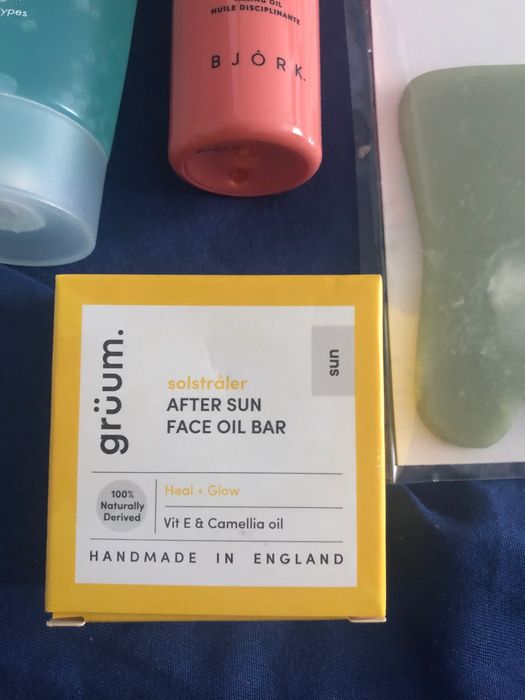 ypes
HUILE DISCIPLINANTE
BJÖRK.
grüum.
sun
solstråler
AFTER SUN
FACE OIL BAR
100%
Naturally
Derived
Heal + Glow
Vit E & Camellia oil
HANDMADE IN ENGLAND